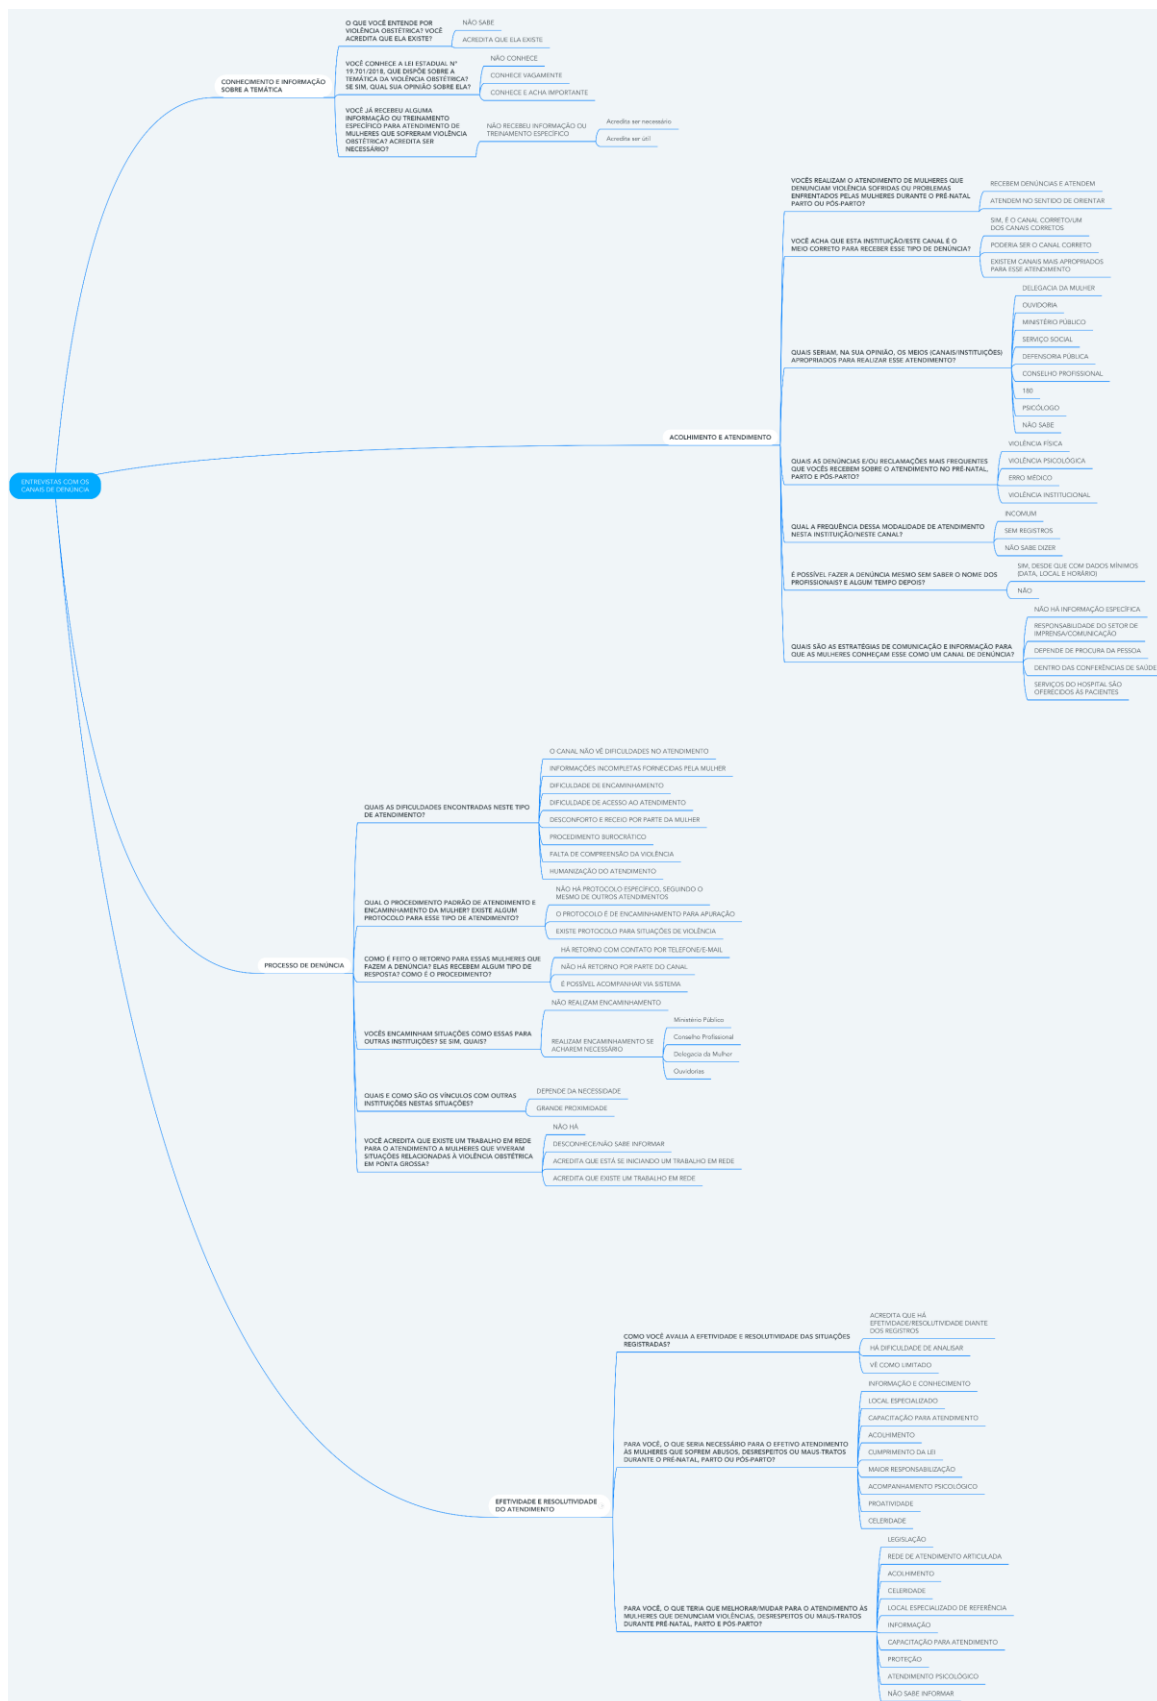 O QUE VOCÊ ENTENDE POR
VIOLÊNCIA OBSTÉTRICA? VOCÊ
ACREDITA QUE ELA EXISTE?
NÃO SABE
ACREDITA QUE ELA EXISTE
CONHECIMENTO E INFORMAÇÃO
SOBRE A TEMÁTICA
VOCÊ CONHECE A LEI ESTADUAL N°
19.701/2018, QUE DISPÕE SOBRE A
TEMÁTICA DA VIOLÊNCIA OBSTÉTRICA?
SE SIM, QUAL SUA OPINIÃO SOBRE ELA?
NÃO CONHECE
CONHECE VAGAMENTE
CONHECE E ACHA IMPORTANTE
VOCÊ JÁ RECEBEU ALGUMA
INFORMAÇÃO OU TREINAMENTO
ESPECÍFICO PARA ATENDIMENTO DE
MULHERES QUE SOFRERAM VIOLÊNCIA
OBSTÉTRICA? ACREDITA SER
NECESSÁRIO?
NÃO RECEBEU INFORMAÇÃO OU
TREINAMENTO ESPECÍFICO
Acredita ser necessário
Acredita ser útil
VOCÊS REALIZAM O ATENDIMENTO DE MULHERES QUE
DENUNCIAM VIOLÊNCIA SOFRIDAS OU PROBLEMAS
ENFRENTADOS PELAS MULHERES DURANTE O PRÉ-NATAL
PARTO OU PÓS-PARTO?
RECEBEM DENÚNCIAS E ATENDEM
ATENDEM NO SENTIDO DE ORIENTAR
VOCÊ ACHA QUE ESTA INSTITUIÇÃO/ESTE CANAL É O
MEIO CORRETO PARA RECEBER ESSE TIPO DE DENÚNCIA?
SIM, É O CANAL CORRETO/UM
DOS CANAIS CORRETOS
PODERIA SER O CANAL CORRETO
EXISTEM CANAIS MAIS APROPRIADOS
PARA ESSE ATENDIMENTO
QUAIS SERIAM, NA SUA OPINIÃO, OS MEIOS (CANAIS/INSTITUIÇÕES)
APROPRIADOS PARA REALIZAR ESSE ATENDIMENTO?
DELEGACIA DA MULHER
OUVIDORIA
MINISTÉRIO PÚBLICO
SERVIÇO SOCIAL
DEFENSORIA PÚBLICA
CONSELHO PROFISSIONAL
180
PSICÓLOGO
NÃO SABE
ACOLHIMENTO E ATENDIMENTO
QUAIS AS DENÚNCIAS E/OU RECLAMAÇÕES MAIS FREQUENTES
QUE VOCÊS RECEBEM SOBRE O ATENDIMENTO NO PRÉ-NATAL,
PARTO E PÓS-PARTO?
VIOLÊNCIA FÍSICA
VIOLÊNCIA PSICOLÓGICA
ERRO MÉDICO
VIOLÊNCIA INSTITUCIONAL
ENTREVISTAS COM OS
CANAIS DE DENÚNCIA
QUAL A FREQUÊNCIA DESSA MODALIDADE DE ATENDIMENTO
NESTA INSTITUIÇÃO/NESTE CANAL?
INCOMUM
SEM REGISTROS
NÃO SABE DIZER
É POSSÍVEL FAZER A DENÚNCIA MESMO SEM SABER O NOME DOS
PROFISSIONAIS? E ALGUM TEMPO DEPOIS?
SIM, DESDE QUE COM DADOS MÍNIMOS
(DATA, LOCAL E HORÁRIO)
NÃO
QUAIS SÃO AS ESTRATÉGIAS DE COMUNICAÇÃO E INFORMAÇÃO PARA
QUE AS MULHERES CONHEÇAM ESSE COMO UM CANAL DE DENÚNCIA?
NÃO HÁ INFORMAÇÃO ESPECÍFICA
RESPONSABILIDADE DO SETOR DE
IMPRENSA/COMUNICAÇÃO
DEPENDE DE PROCURA DA PESSOA
DENTRO DAS CONFERÊNCIAS DE SAÚDE
SERVIÇOS DO HOSPITAL SÃO
OFERECIDOS ÀS PACIENTES
QUAIS AS DIFICULDADES ENCONTRADAS NESTE TIPO
DE ATENDIMENTO?
O CANAL NÃO VÊ DIFICULDADES NO ATENDIMENTO
INFORMAÇÕES INCOMPLETAS FORNECIDAS PELA MULHER
DIFICULDADE DE ENCAMINHAMENTO
DIFICULDADE DE ACESSO AO ATENDIMENTO
DESCONFORTO E RECEIO POR PARTE DA MULHER
PROCEDIMENTO BUROCRÁTICO
FALTA DE COMPREENSÃO DA VIOLÊNCIA
HUMANIZAÇÃO DO ATENDIMENTO
QUAL O PROCEDIMENTO PADRÃO DE ATENDIMENTO E
ENCAMINHAMENTO DA MULHER? EXISTE ALGUM
PROTOCOLO PARA ESSE TIPO DE ATENDIMENTO?
NÃO HÁ PROTOCOLO ESPECÍFICO, SEGUINDO O
MESMO DE OUTROS ATENDIMENTOS
O PROTOCOLO É DE ENCAMINHAMENTO PARA APURAÇÃO
EXISTE PROTOCOLO PARA SITUAÇÕES DE VIOLÊNCIA
PROCESSO DE DENÚNCIA
COMO É FEITO O RETORNO PARA ESSAS MULHERES QUE
FAZEM A DENÚNCIA? ELAS RECEBEM ALGUM TIPO DE
RESPOSTA? COMO É O PROCEDIMENTO?
HÁ RETORNO COM CONTATO POR TELEFONE/E-MAIL
NÃO HÁ RETORNO POR PARTE DO CANAL
É POSSÍVEL ACOMPANHAR VIA SISTEMA
VOCÊS ENCAMINHAM SITUAÇÕES COMO ESSAS PARA
OUTRAS INSTITUIÇÕES? SE SIM, QUAIS?
NÃO REALIZAM ENCAMINHAMENTO
REALIZAM ENCAMINHAMENTO SE
ACHAREM NECESSÁRIO
Ministério Público
Conselho Profissional
Delegacia da Mulher
Ouvidorias
QUAIS E COMO SÃO OS VÍNCULOS COM OUTRAS
INSTITUIÇÕES NESTAS SITUAÇÕES?
DEPENDE DA NECESSIDADE
GRANDE PROXIMIDADE
VOCÊ ACREDITA QUE EXISTE UM TRABALHO EM REDE
PARA O ATENDIMENTO A MULHERES QUE VIVERAM
SITUAÇÕES RELACIONADAS À VIOLÊNCIA OBSTÉTRICA
EM PONTA GROSSA?
NÃO HÁ
DESCONHECE/NÃO SABE INFORMAR
ACREDITA QUE ESTÁ SE INICIANDO UM TRABALHO EM REDE
ACREDITA QUE EXISTE UM TRABALHO EM REDE
COMO VOCÊ AVALIA A EFETIVIDADE E RESOLUTIVIDADE DAS SITUAÇÕES
REGISTRADAS?
ACREDITA QUE HÁ
EFETIVIDADE/RESOLUTIVIDADE DIANTE
DOS REGISTROS
HÁ DIFICULDADE DE ANALISAR
VÊ COMO LIMITADO
PARA VOCÊ, O QUE SERIA NECESSÁRIO PARA O EFETIVO ATENDIMENTO
ÀS MULHERES QUE SOFREM ABUSOS, DESRESPEITOS OU MAUS-TRATOS
DURANTE O PRÉ-NATAL, PARTO OU PÓS-PARTO?
INFORMAÇÃO E CONHECIMENTO
LOCAL ESPECIALIZADO
CAPACITAÇÃO PARA ATENDIMENTO
ACOLHIMENTO
CUMPRIMENTO DA LEI
MAIOR RESPONSABILIZAÇÃO
ACOMPANHAMENTO PSICOLÓGICO
PROATIVIDADE
CELERIDADE
EFETIVIDADE E RESOLUTIVIDADE
DO ATENDIMENTO
PARA VOCÊ, O QUE TERIA QUE MELHORAR/MUDAR PARA O ATENDIMENTO ÀS
MULHERES QUE DENUNCIAM VIOLÊNCIAS, DESRESPEITOS OU MAUS-TRATOS
DURANTE PRÉ-NATAL, PARTO E PÓS-PARTO?
LEGISLAÇÃO
REDE DE ATENDIMENTO ARTICULADA
ACOLHIMENTO
CELERIDADE
LOCAL ESPECIALIZADO DE REFERÊNCIA
INFORMAÇÃO
CAPACITAÇÃO PARA ATENDIMENTO
PROTEÇÃO
ATENDIMENTO PSICOLÓGICO
NÃO SABE INFORMAR